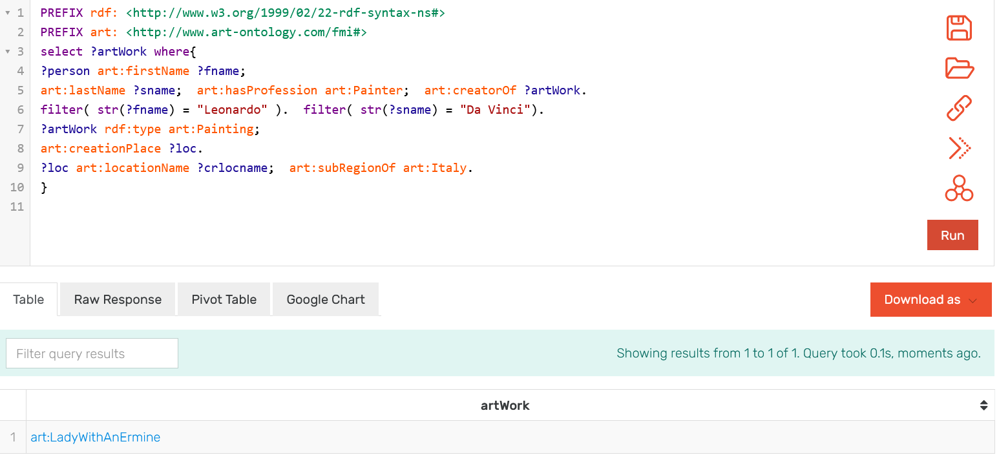 1 PREFIX rdf: <http://www.w3.org/1999/02/22-rdf-syntax-ns#>
2 PREFIX art: <http://www.art-ontology.com/fmi#>
3 select ?artWork where{
4 ?person art:firstName ?fname;
5 art:lastName ?sname;  art:hasProfession art:Painter;  art:creatorOf ?artWork.
6 filter( str(?fname) = "Leonardo" ).  filter( str(?sname) = "Da Vinci").
7 ?artWork rdf:type art:Painting;
8 art:creationPlace ?loc.
9 ?loc art:locationName ?crlocname;  art:subRegionOf art:Italy.
10 }
11
Run
Table Raw Response Pivot Table Google Chart Download as
Filter query results Showing results from 1 to 1 of 1. Query took 0.1s, moments ago.
artWork
1 art:LadyWithAnErmine